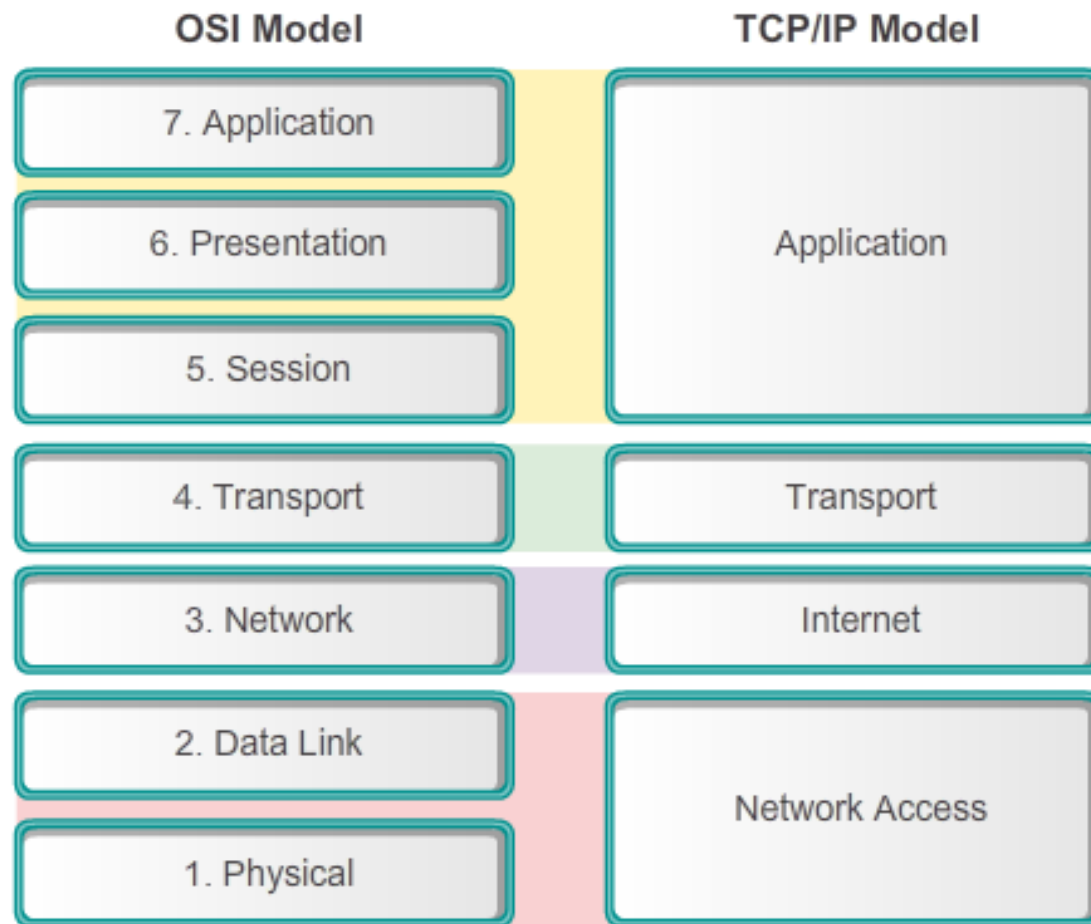 OSI Model
TCP/IP Model
7. Application
6. Presentation
5. Session
Application
4. Transport
Transport
3. Network
Internet
2. Data Link
1. Physical
Network Access